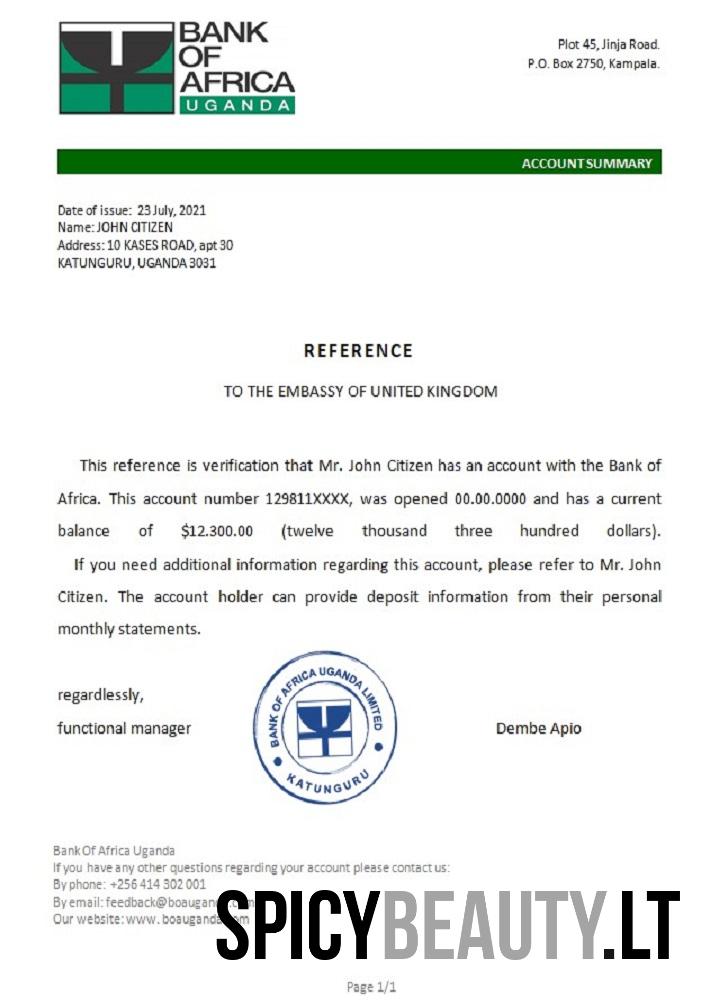 BANK
OF
AFRICA
UGANDA
Plot 45, Jinja Road.
P.O. Box 2750, Kampala.
ACCOUNT SUMMARY
Date of issue: 23 July, 2021
Name: JOHN CITIZEN
Address: 10 KASES ROAD, apt 30
KATUNGURU, UGANDA 3031
REFERENCE
TO THE EMBASSY OF UNITED KINGDOM
This reference is verification that Mr. John Citizen has an account with the Bank of
Africa. This account number 129811XXXX, was opened 00.00.0000 and has a current
balance of $12.300.00 (twelve thousand three hundred dollars).
If you need additional information regarding this account, please refer to Mr. John
Citizen. The account holder can provide deposit information from their personal
monthly statements.
regardlessly,
functional manager
BANK OF AFRICA UGANDA LIMITED
KATUNGURU
Dembe Apio
Bank Of Africa Uganda
If you have any other questions regarding your account please contact us:
By phone: +256 414 302 001
By email:
Our website:
SPICYBEAUTY.LT
Page 1/1